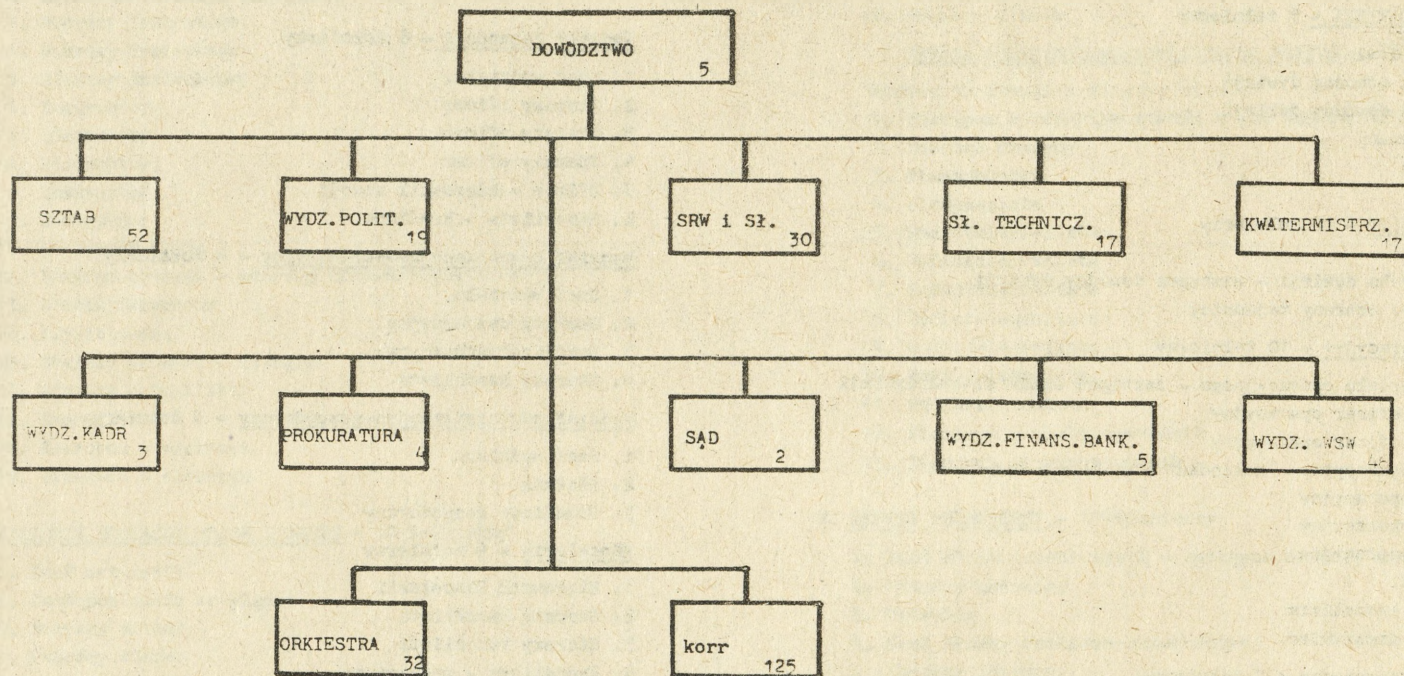 DOWÓDZTWO
5
SZTAB
52
WYDZ.POLIT.
19
SRW i Sł.
30
Sł. TECHNICZ.
17
KWATERMISTRZ.
17
WYDZ.KADR
3
PROKURATURA
4
SĄD
2
WYDZ.FINANS.BANK.
5
WYDZ. WSW
ORKIESTRA
32
korr
125